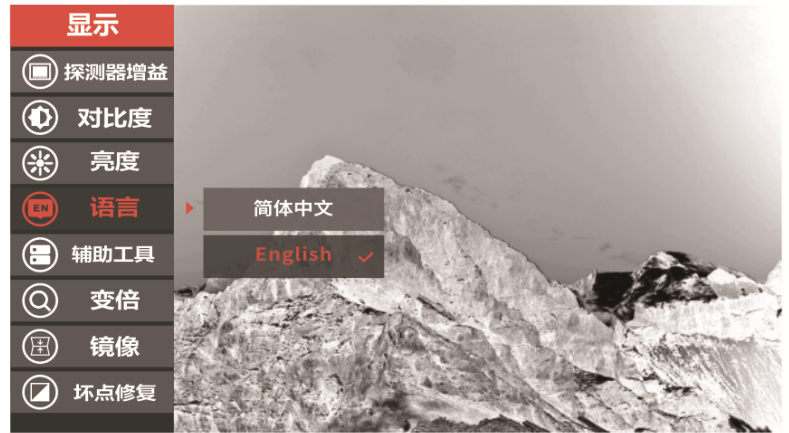 显示
探测器增益
对比度
亮度
EN 语言
简体中文
English
辅助工具
变倍
镜像
坏点修复